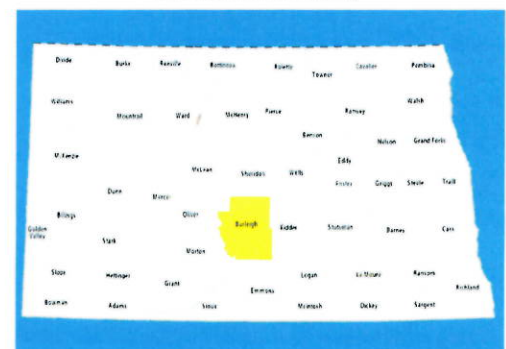 Divide Burke Renville Bottineau Rolette Towner Cavalier Pembina
Williams Mountrail Ward McHenry Pierce Ramsey Walsh
Benson Nelson Grand Forks
McKenzie McLean Sheridan Wells Eddy
Dunn Mercer Foster Griggs Steele Traill
Billings Oliver Burleigh Kidder Stutsman Barnes Cass
Golden
Valley
Stark Morton
Slope Hettinger Grant Logan La Moure Ransom
Emmons Richland
Bowman Adams Sioux McIntosh Dickey Sargent